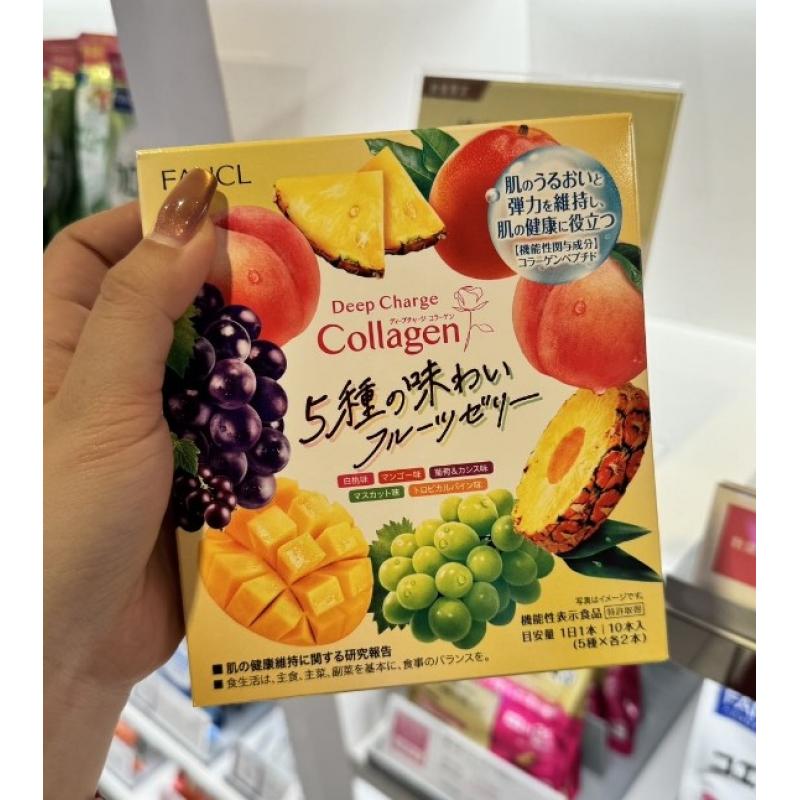 FANCL
肌のうるおいと
弾力を維持し、
肌の健康に役立つ
【機能性関与成分】
コラーゲンペプチド
Deep Charge
ディープチャージ コラーゲン
Collagen
5種の味わい
フルーツゼリー
白桃味 マンゴー味 葡萄&カシス味
マスカット味 トロピカルパイン味
写真はイメージです。
機能性表示食品 特許取得
目安量 1日1本 10本入
(5種×各2本)
■肌の健康維持に関する研究報告
■食生活は、主食、主菜、副菜を基本に、食事のバランスを。